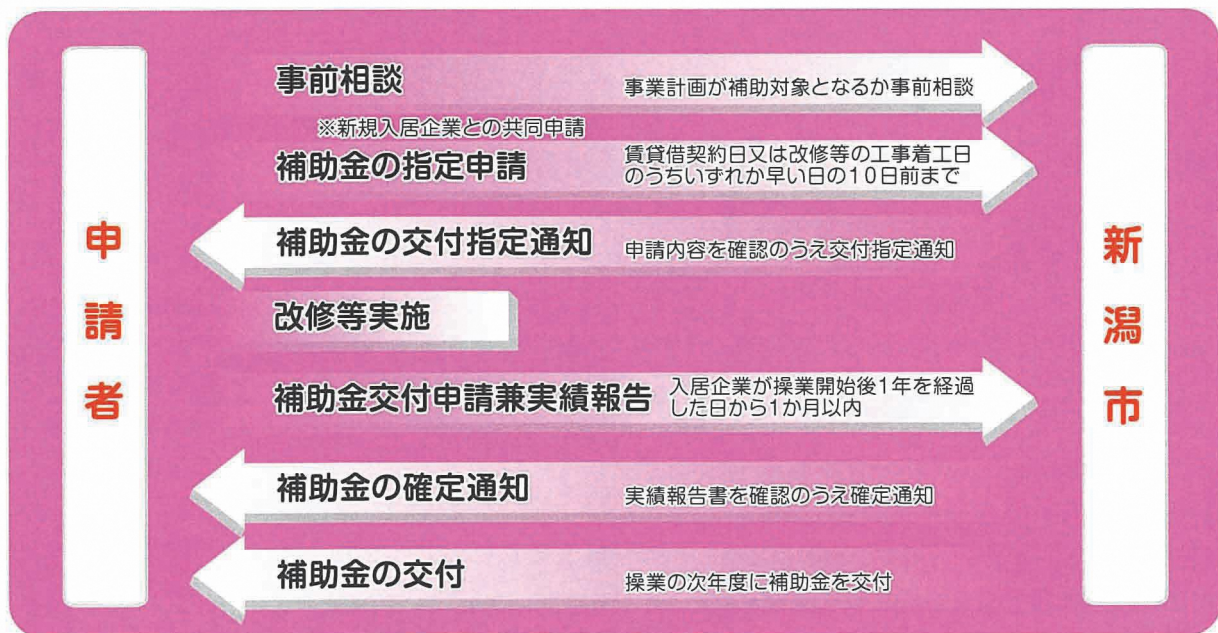 申請者
事前相談
事業計画が補助対象となるか事前相談
※新規入居企業との共同申請
補助金の指定申請
賃貸借契約日又は改修等の工事着工日
のうちいずれか早い日の10日前まで
補助金の交付指定通知
申請内容を確認のうえ交付指定通知
改修等実施
補助金交付申請兼実績報告
入居企業が操業開始後1年を経過
した日から1か月以内
補助金の確定通知
実績報告書を確認のうえ確定通知
補助金の交付
操業の次年度に補助金を交付
新潟市